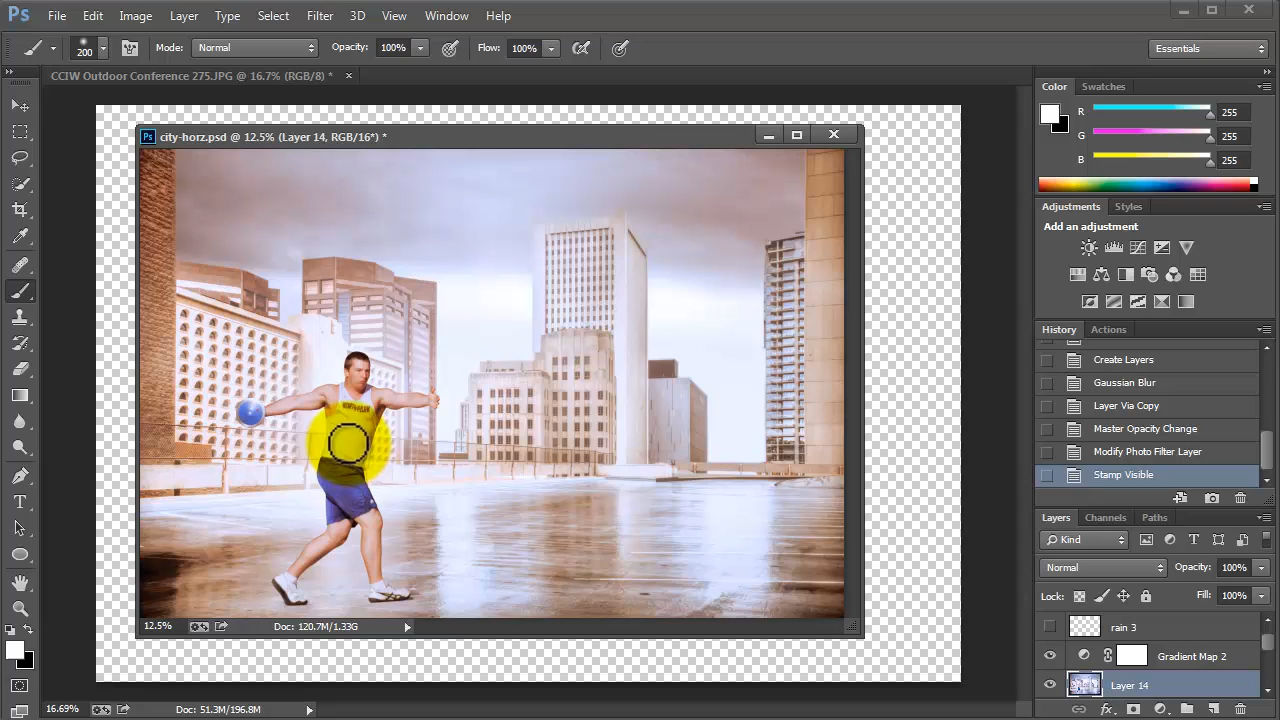 Ps File Edit Image Layer Type Select Filter 3D View Window Help
200 Mode: Normal Opacity: 100% Flow: 100% Essentials
CCIW Outdoor Conference 275.JPG @ 16.7% (RGB/8) *
Ps city-horz.psd @ 12.5% (Layer 14, RGB/16*) *
12.5% Doc: 120.7M/1.33G
16.69% Doc: 51.3M/196.8M
Color Swatches
R 255
G 255
B 255
Adjustments Styles
Add an adjustment
History Actions
Create Layers
Gaussian Blur
Layer Via Copy
Master Opacity Change
Modify Photo Filter Layer
Stamp Visible
Layers Channels Paths
Kind
Normal Opacity: 100%
Lock: Fill: 100%
rain 3
Gradient Map 2
Layer 14